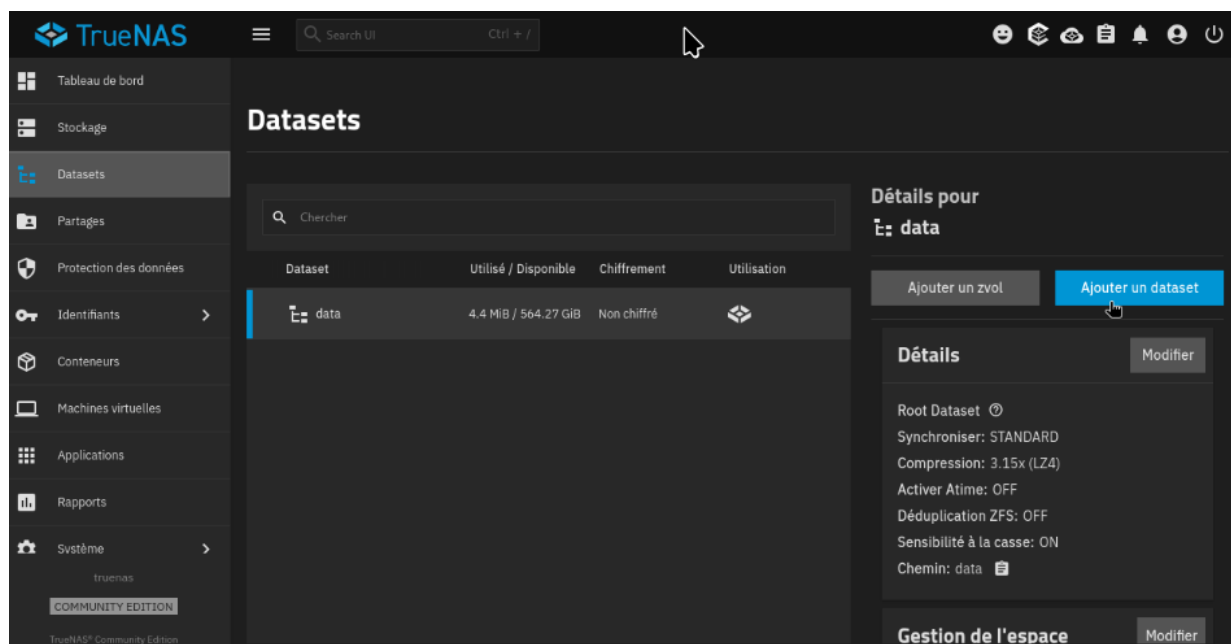 TrueNAS
Search UI
Ctrl + /
Tableau de bord
Stockage
Datasets
Partages
Protection des données
Identifiants
Conteneurs
Machines virtuelles
Applications
Rapports
Système
truenas
COMMUNITY EDITION
TrueNAS® Community Edition
Datasets
Chercher
Dataset
Utilisé / Disponible
Chiffrement
Utilisation
data
4.4 MiB / 564.27 GiB
Non chiffré
Détails pour
data
Ajouter un zvol
Ajouter un dataset
Détails
Modifier
Root Dataset
Synchroniser: STANDARD
Compression: 3.15x (LZ4)
Activer Atime: OFF
Déduplication ZFS: OFF
Sensibilité à la casse: ON
Chemin: data
Gestion de l'espace
Modifier